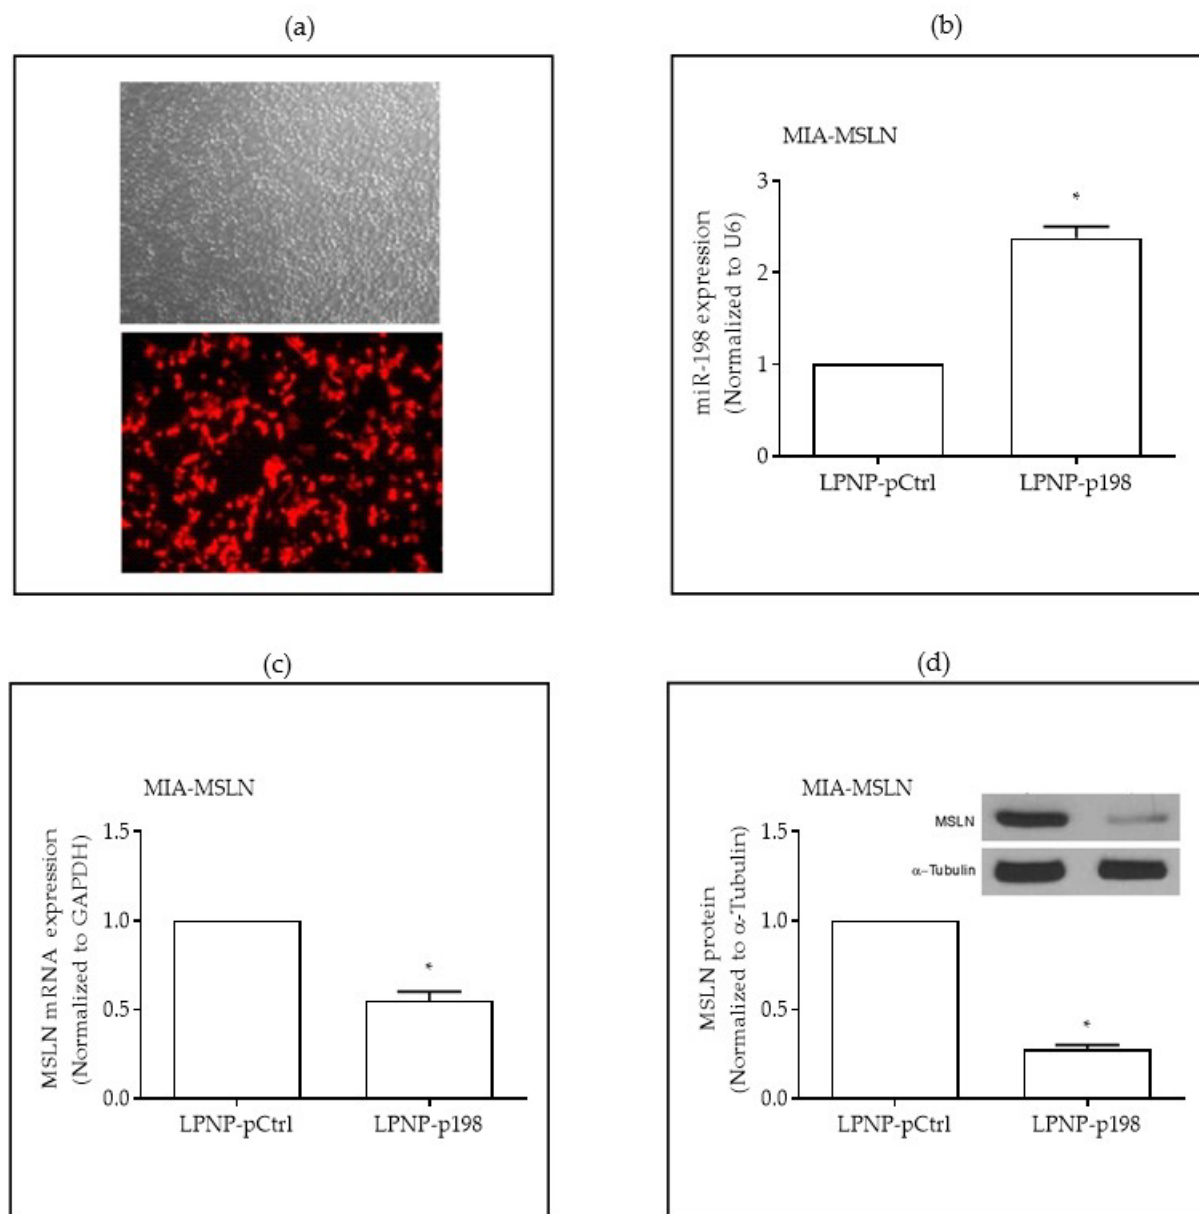 (a)
(b)
MIA-MSLN
miR-198 expression
(Normalized to U6)
3
*
2
1
0
LPNP-pCtrl
LPNP-p198
(c)
(d)
MIA-MSLN
MSLN mRNA expression
(Normalized to GAPDH)
1.5
1.0
*
0.5
0.0
LPNP-pCtrl
LPNP-p198
MIA-MSLN
MSLN
α-Tubulin
MSLN protein
(Normalized to α-Tubulin)
1.5
1.0
0.5
*
0.0
LPNP-pCtrl
LPNP-p198